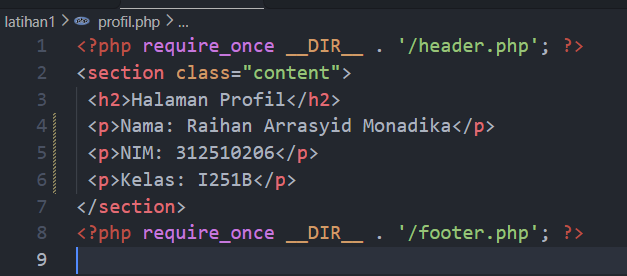 latihan1 > profil.php > ...
1 <?php require_once __DIR__ . '/header.php'; ?>
2 <section class="content">
3 <h2>Halaman Profil</h2>
4 <p>Nama: Raihan Arrasyid Monadika</p>
5 <p>NIM: 312510206</p>
6 <p>Kelas: I251B</p>
7 </section>
8 <?php require_once __DIR__ . '/footer.php'; ?>
9